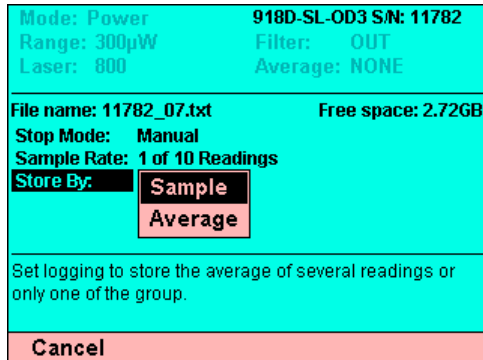 Mode: Power 918D-SL-OD3 S/N: 11782
Range: 300µW Filter: OUT
Laser: 800 Average: NONE
File name: 11782_07.txt Free space: 2.72GB
Stop Mode: Manual
Sample Rate: 1 of 10 Readings
Store By: Sample
Average
Set logging to store the average of several readings or
only one of the group.
Cancel